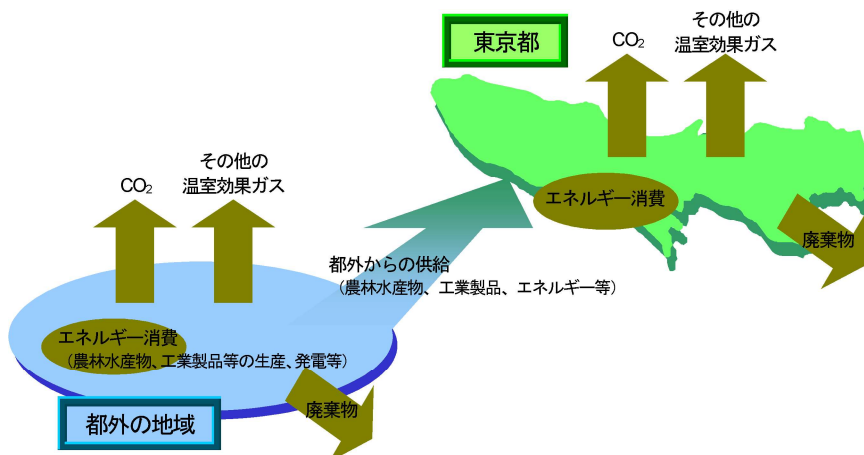 東京都
CO₂
その他の
温室効果ガス
エネルギー消費
廃棄物
CO₂
その他の
温室効果ガス
都外からの供給
（農林水産物、工業製品、エネルギー等）
エネルギー消費
（農林水産物、工業製品等の生産、発電等）
廃棄物
都外の地域